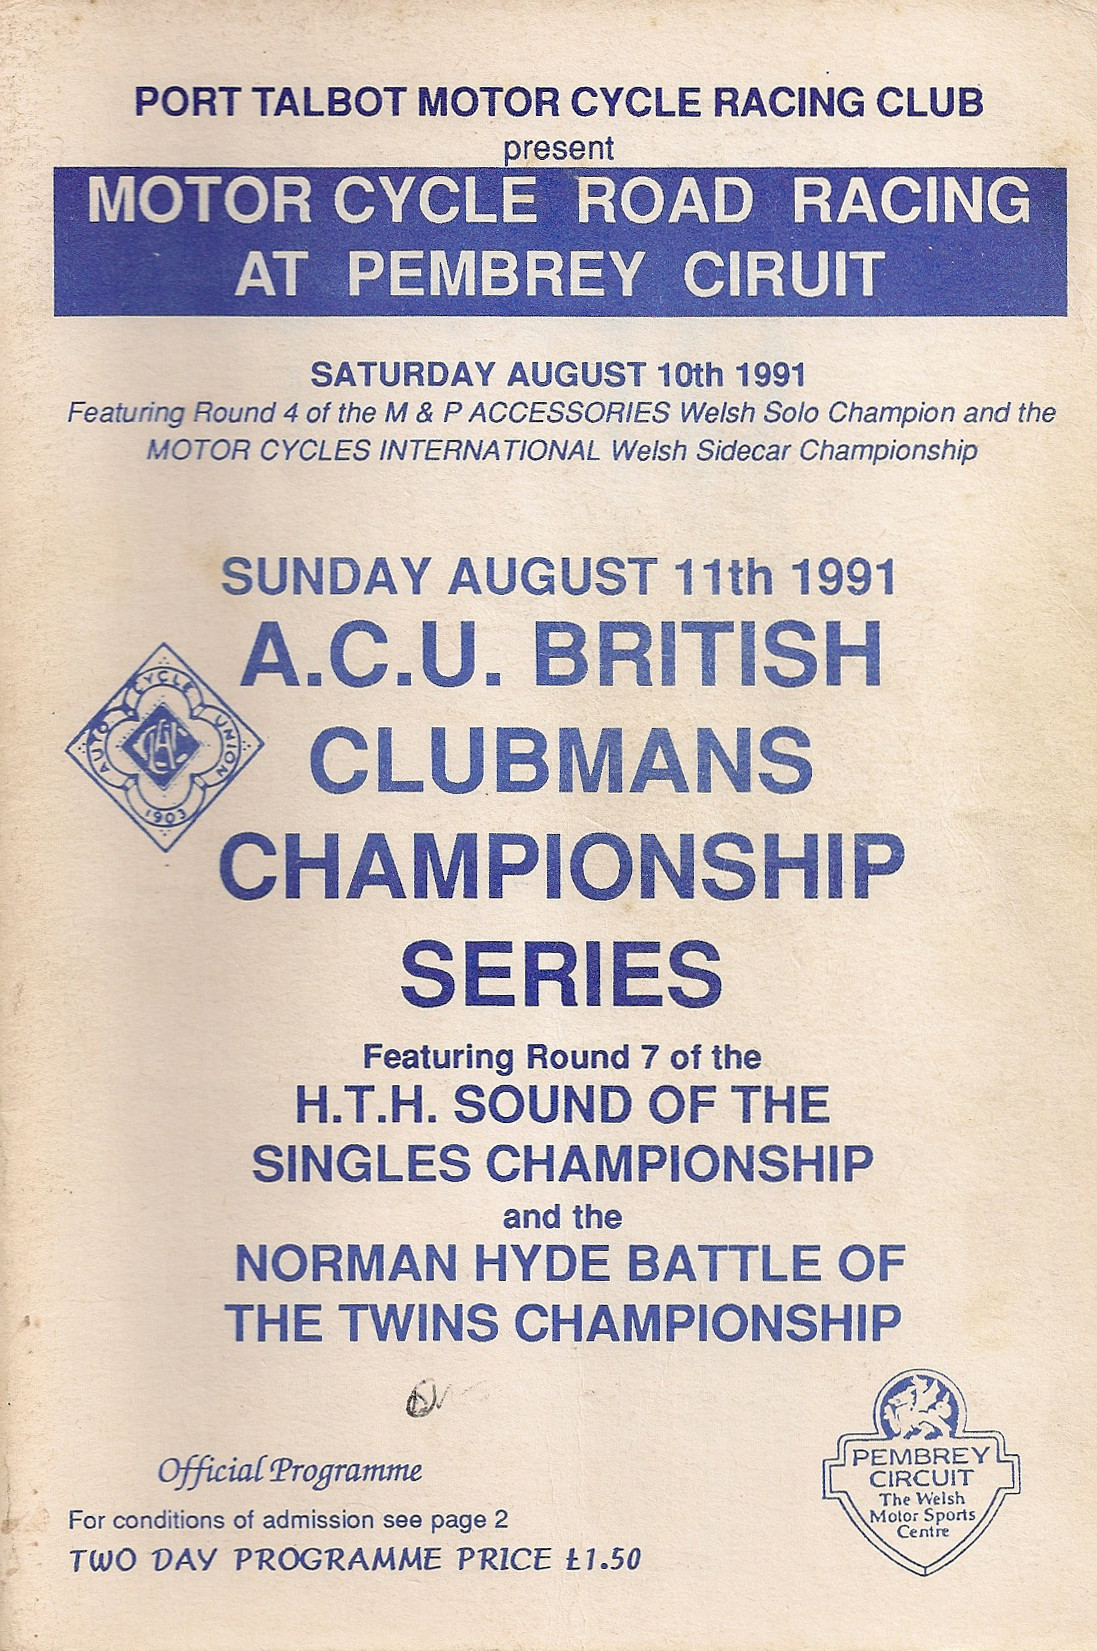 PORT TALBOT MOTOR CYCLE RACING CLUB
present
MOTOR CYCLE ROAD RACING
AT PEMBREY CIRUIT
SATURDAY AUGUST 10th 1991
Featuring Round 4 of the M & P ACCESSORIES Welsh Solo Champion and the
MOTOR CYCLES INTERNATIONAL Welsh Sidecar Championship
SUNDAY AUGUST 11th 1991
A.C.U. BRITISH
CLUBMANS
CHAMPIONSHIP
SERIES
AUTO CYCLE UNION
1903
Featuring Round 7 of the
H.T.H. SOUND OF THE
SINGLES CHAMPIONSHIP
and the
NORMAN HYDE BATTLE OF
THE TWINS CHAMPIONSHIP
Official Programme
For conditions of admission see page 2
TWO DAY PROGRAMME PRICE £1.50
PEMBREY
CIRCUIT
The Welsh
Motor Sports
Centre